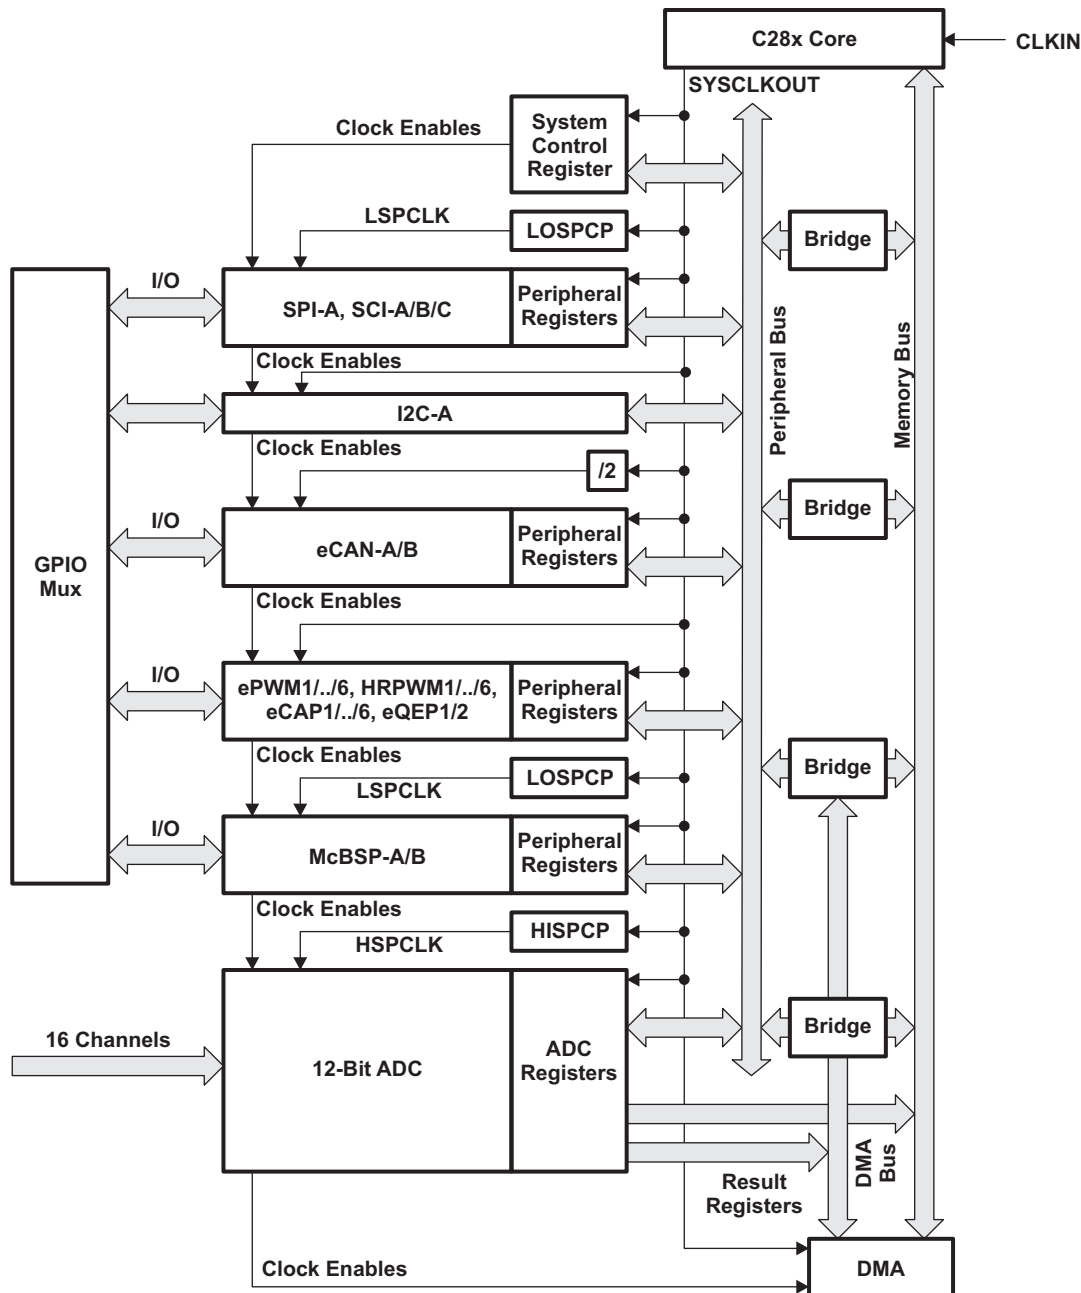 C28x Core
CLKIN
SYSCLKOUT
Clock Enables
System
Control
Register
LSPCLK
LOSPCP
Bridge
I/O
SPI-A, SCI-A/B/C
Peripheral
Registers
Peripheral Bus
Memory Bus
Clock Enables
I2C-A
Clock Enables
/2
Bridge
I/O
eCAN-A/B
Peripheral
Registers
GPIO
Mux
Clock Enables
I/O
ePWM1/../6, HRPWM1/../6,
eCAP1/../6, eQEP1/2
Peripheral
Registers
Clock Enables
LSPCLK
LOSPCP
Bridge
I/O
McBSP-A/B
Peripheral
Registers
Clock Enables
HSPCLK
HISPCP
16 Channels
12-Bit ADC
ADC
Registers
Bridge
DMA
Bus
Result
Registers
Clock Enables
DMA